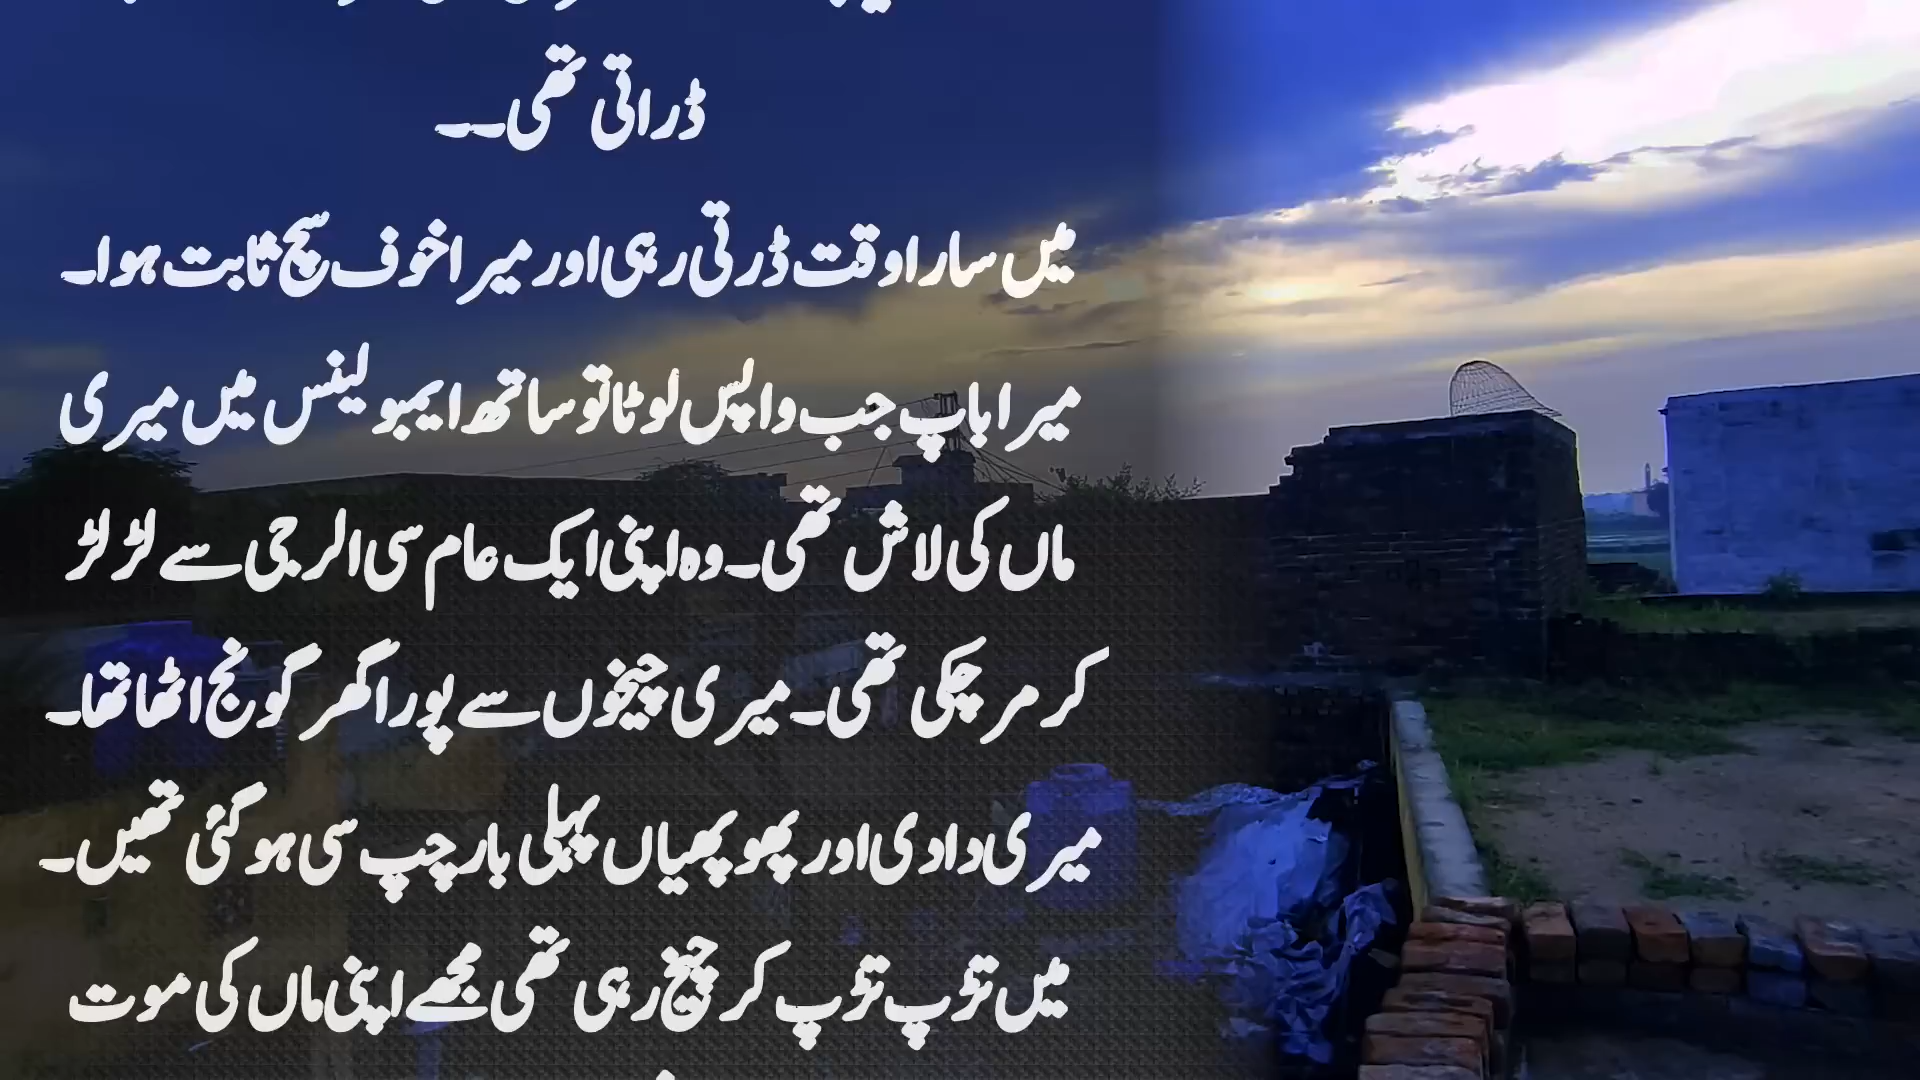 ڈراتی تھی۔۔
میں سارا وقت ڈرتی رہی اور میرا خوف سچ ثابت ہوا۔
میرا باپ جب واپس لوٹا تو ساتھ ایمبولینس میں میری
ماں کی لاش تھی۔ وہ اپنی ایک عام سی الرجی سے لڑ لڑ
کر مر چکی تھی۔ میری چیخوں سے پورا گھر گونج اٹھا تھا۔
میری دادی اور پھوپھیاں پہلی بار چپ سی ہو گئی تھیں۔
میں تڑپ تڑپ کر چیخ رہی تھی مجھے اپنی ماں کی موت